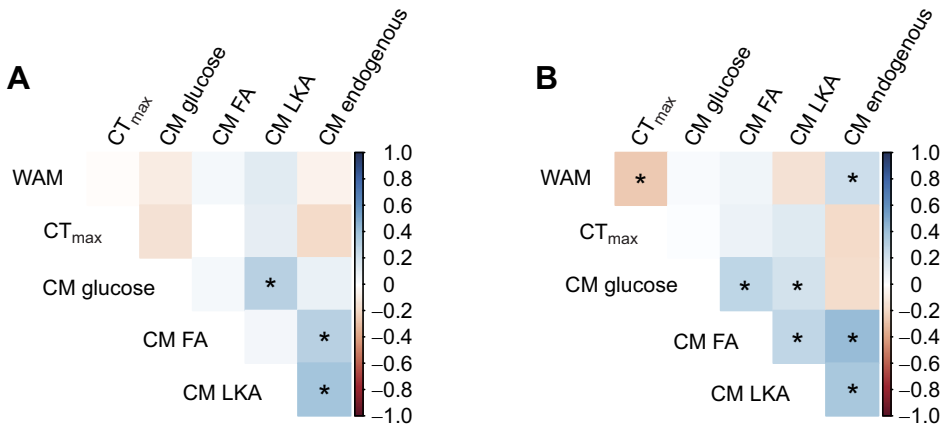 A
CTmax
CM glucose
CM FA
CM LKA
CM endogenous
WAM
CTmax
CM glucose
CM FA
CM LKA
*
*
*
1.0
0.8
0.6
0.4
0.2
0
–0.2
–0.4
–0.6
–0.8
–1.0
B
CTmax
CM glucose
CM FA
CM LKA
CM endogenous
WAM
CTmax
CM glucose
CM FA
CM LKA
* *
* *
* *
*
1.0
0.8
0.6
0.4
0.2
0
–0.2
–0.4
–0.6
–0.8
–1.0